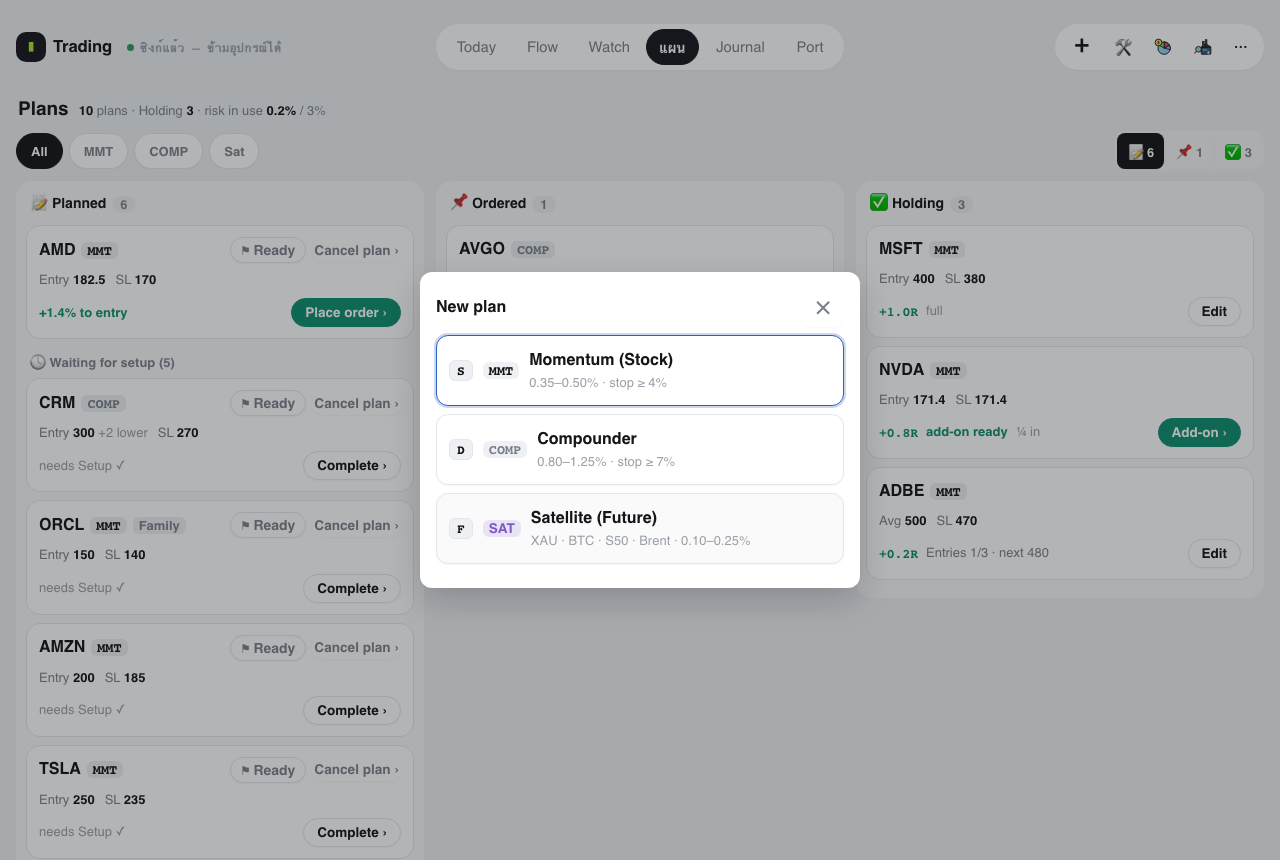 Trading
ซิงก์แล้ว — ข้ามอุปกรณ์ได้
Today
Flow
Watch
แผน
Journal
Port
Plans
10 plans · Holding 3 · risk in use 0.2% / 3%
All
MMT
COMP
Sat
6
1
3
Planned 6
AMD MMT
Ready
Cancel plan ›
Entry 182.5 SL 170
+1.4% to entry
Place order ›
Waiting for setup (5)
CRM COMP
Ready
Cancel plan ›
Entry 300 +2 lower SL 270
needs Setup ✓
Complete ›
ORCL MMT Family
Ready
Cancel plan ›
Entry 150 SL 140
needs Setup ✓
Complete ›
AMZN MMT
Ready
Cancel plan ›
Entry 200 SL 185
needs Setup ✓
Complete ›
TSLA MMT
Ready
Cancel plan ›
Entry 250 SL 235
needs Setup ✓
Complete ›
Ordered 1
AVGO COMP
New plan
S MMT Momentum (Stock)
0.35–0.50% · stop ≥ 4%
D COMP Compounder
0.80–1.25% · stop ≥ 7%
F SAT Satellite (Future)
XAU · BTC · S50 · Brent · 0.10–0.25%
Holding 3
MSFT MMT
Entry 400 SL 380
+1.0R full
Edit
NVDA MMT
Entry 171.4 SL 171.4
+0.8R add-on ready ¼ in
Add-on ›
ADBE MMT
Avg 500 SL 470
+0.2R Entries 1/3 · next 480
Edit